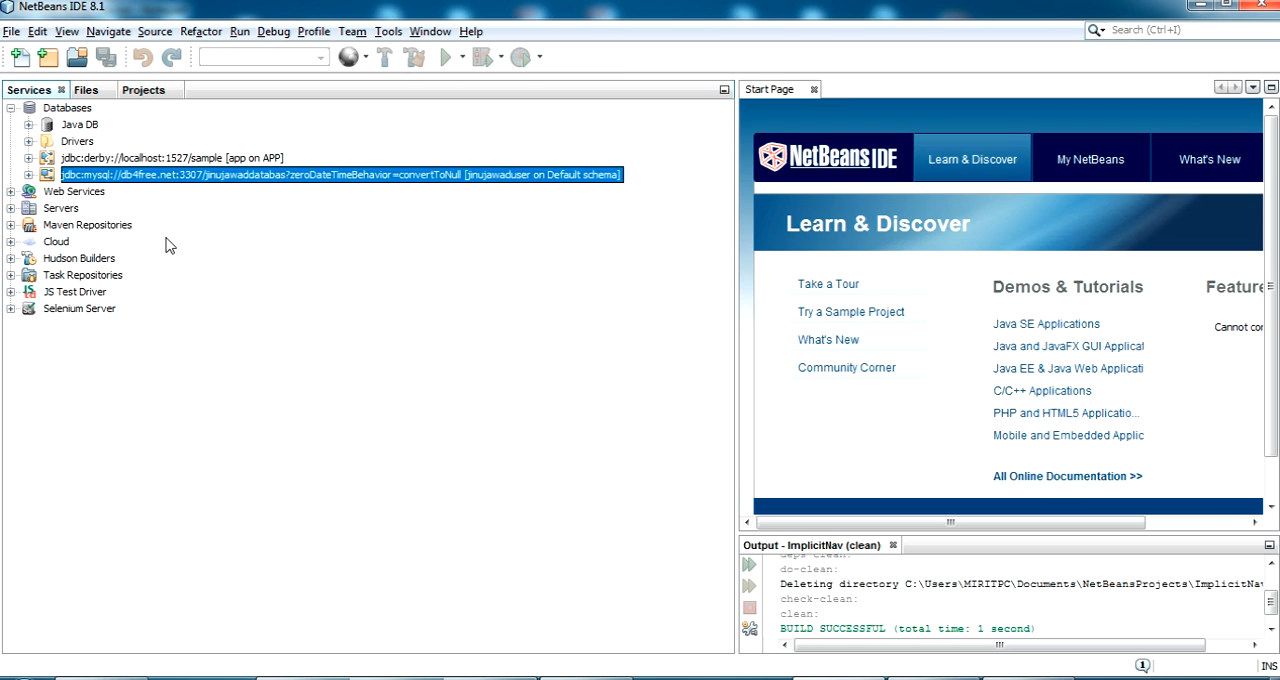 NetBeans IDE 8.1
File Edit View Navigate Source Refactor Run Debug Profile Team Tools Window Help
Search (Ctrl+I)
Services Files Projects
Databases
Java DB
Drivers
jdbc:derby://localhost:1527/sample [app on APP]
jdbc:mysql://db4free.net:3307/jinujawaddatabas?zeroDateTimeBehavior=convertToNull [jinujawaduser on Default schema]
Web Services
Servers
Maven Repositories
Cloud
Hudson Builders
Task Repositories
JS Test Driver
Selenium Server
Start Page
NetBeans IDE
Learn & Discover
My NetBeans
What's New
Learn & Discover
Take a Tour
Try a Sample Project
What's New
Community Corner
Demos & Tutorials
Java SE Applications
Java and JavaFX GUI Applicat
Java EE & Java Web Applicati
C/C++ Applications
PHP and HTML5 Applicatio...
Mobile and Embedded Applic
All Online Documentation >>
Feature
Cannot con
Output - ImplicitNav (clean)
deps-clean:
do-clean:
Deleting directory C:\Users\MIRITPC\Documents\NetBeansProjects\ImplicitNav
check-clean:
clean:
BUILD SUCCESSFUL (total time: 1 second)
1
INS